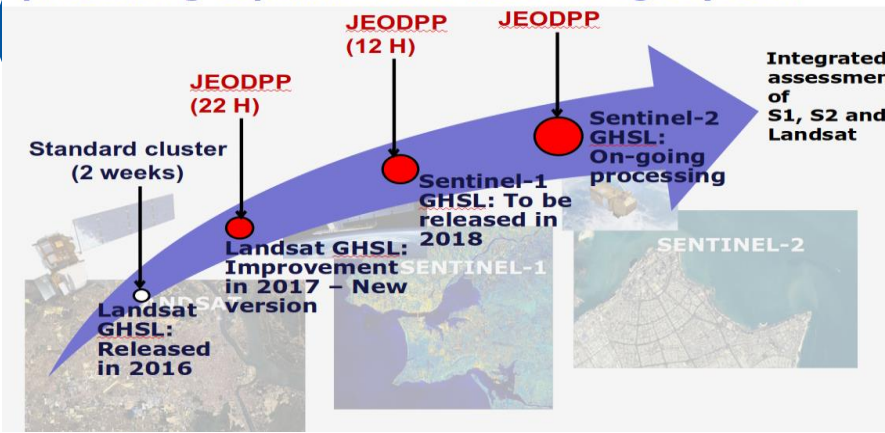 JEODPP
JEODPP
(12 H)
JEODPP
(22 H)
Integrated
assessmen
of
S1, S2 and
Landsat
Standard cluster
(2 weeks)
Sentinel-2
GHSL:
On-going
processing
Sentinel-1
GHSL: To be
released in
2018
Landsat GHSL:
Improvement
in 2017 – New
version
Landsat
GHSL:
Released
in 2016
SENTINEL-1
SENTINEL-2